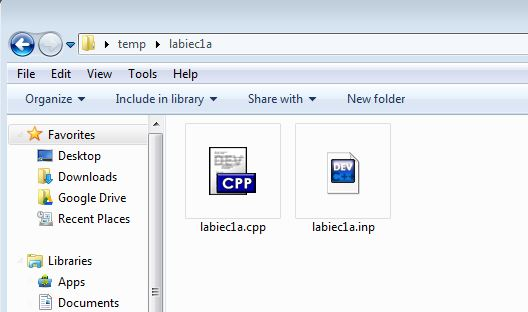 temp labiec1a
File Edit View Tools Help
Organize Include in library Share with New folder
Favorites
Desktop
Downloads
Google Drive
Recent Places
Libraries
Apps
Documents
DEV
CPP
DEV
labiec1a.cpp labiec1a.inp